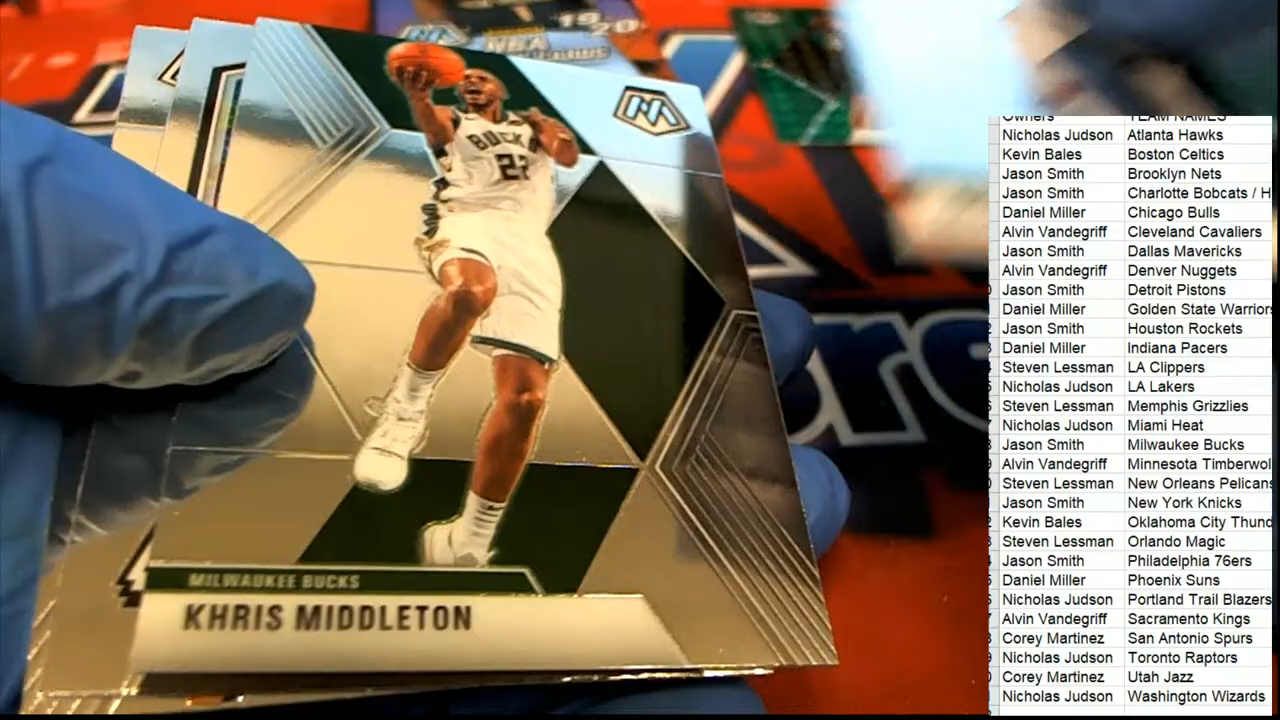 19 20
NBA
BUCKS
22
MILWAUKEE BUCKS
KHRIS MIDDLETON
Owners TEAM NAMES
Nicholas Judson Atlanta Hawks
Kevin Bales Boston Celtics
Jason Smith Brooklyn Nets
Jason Smith Charlotte Bobcats / H
Daniel Miller Chicago Bulls
Alvin Vandegriff Cleveland Cavaliers
Jason Smith Dallas Mavericks
Alvin Vandegriff Denver Nuggets
Jason Smith Detroit Pistons
Daniel Miller Golden State Warriors
Jason Smith Houston Rockets
Daniel Miller Indiana Pacers
Steven Lessman LA Clippers
Nicholas Judson LA Lakers
Steven Lessman Memphis Grizzlies
Nicholas Judson Miami Heat
Jason Smith Milwaukee Bucks
Alvin Vandegriff Minnesota Timberwol
Steven Lessman New Orleans Pelicans
Jason Smith New York Knicks
Kevin Bales Oklahoma City Thund
Steven Lessman Orlando Magic
Jason Smith Philadelphia 76ers
Daniel Miller Phoenix Suns
Nicholas Judson Portland Trail Blazers
Alvin Vandegriff Sacramento Kings
Corey Martinez San Antonio Spurs
Nicholas Judson Toronto Raptors
Corey Martinez Utah Jazz
Nicholas Judson Washington Wizards